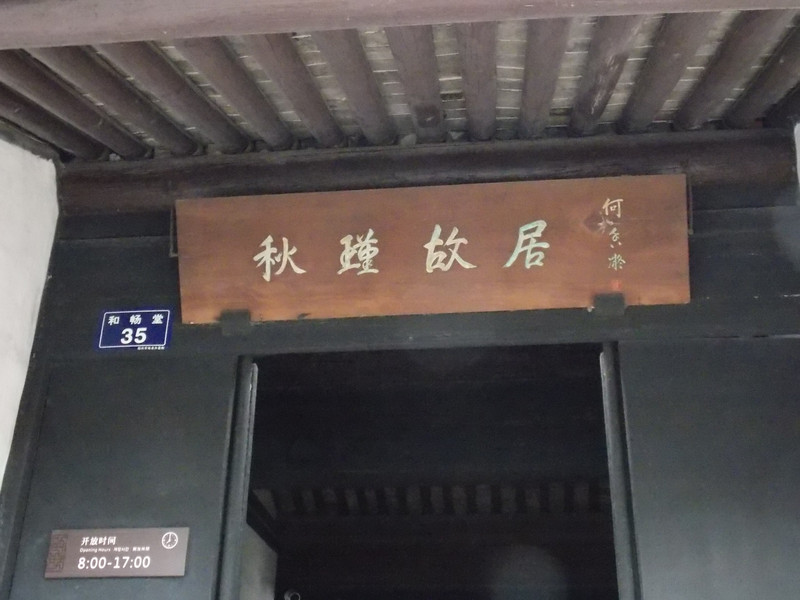 秋瑾故居
何香凝
和畅堂
35
开放时间
Opening Hours
8:00-17:00